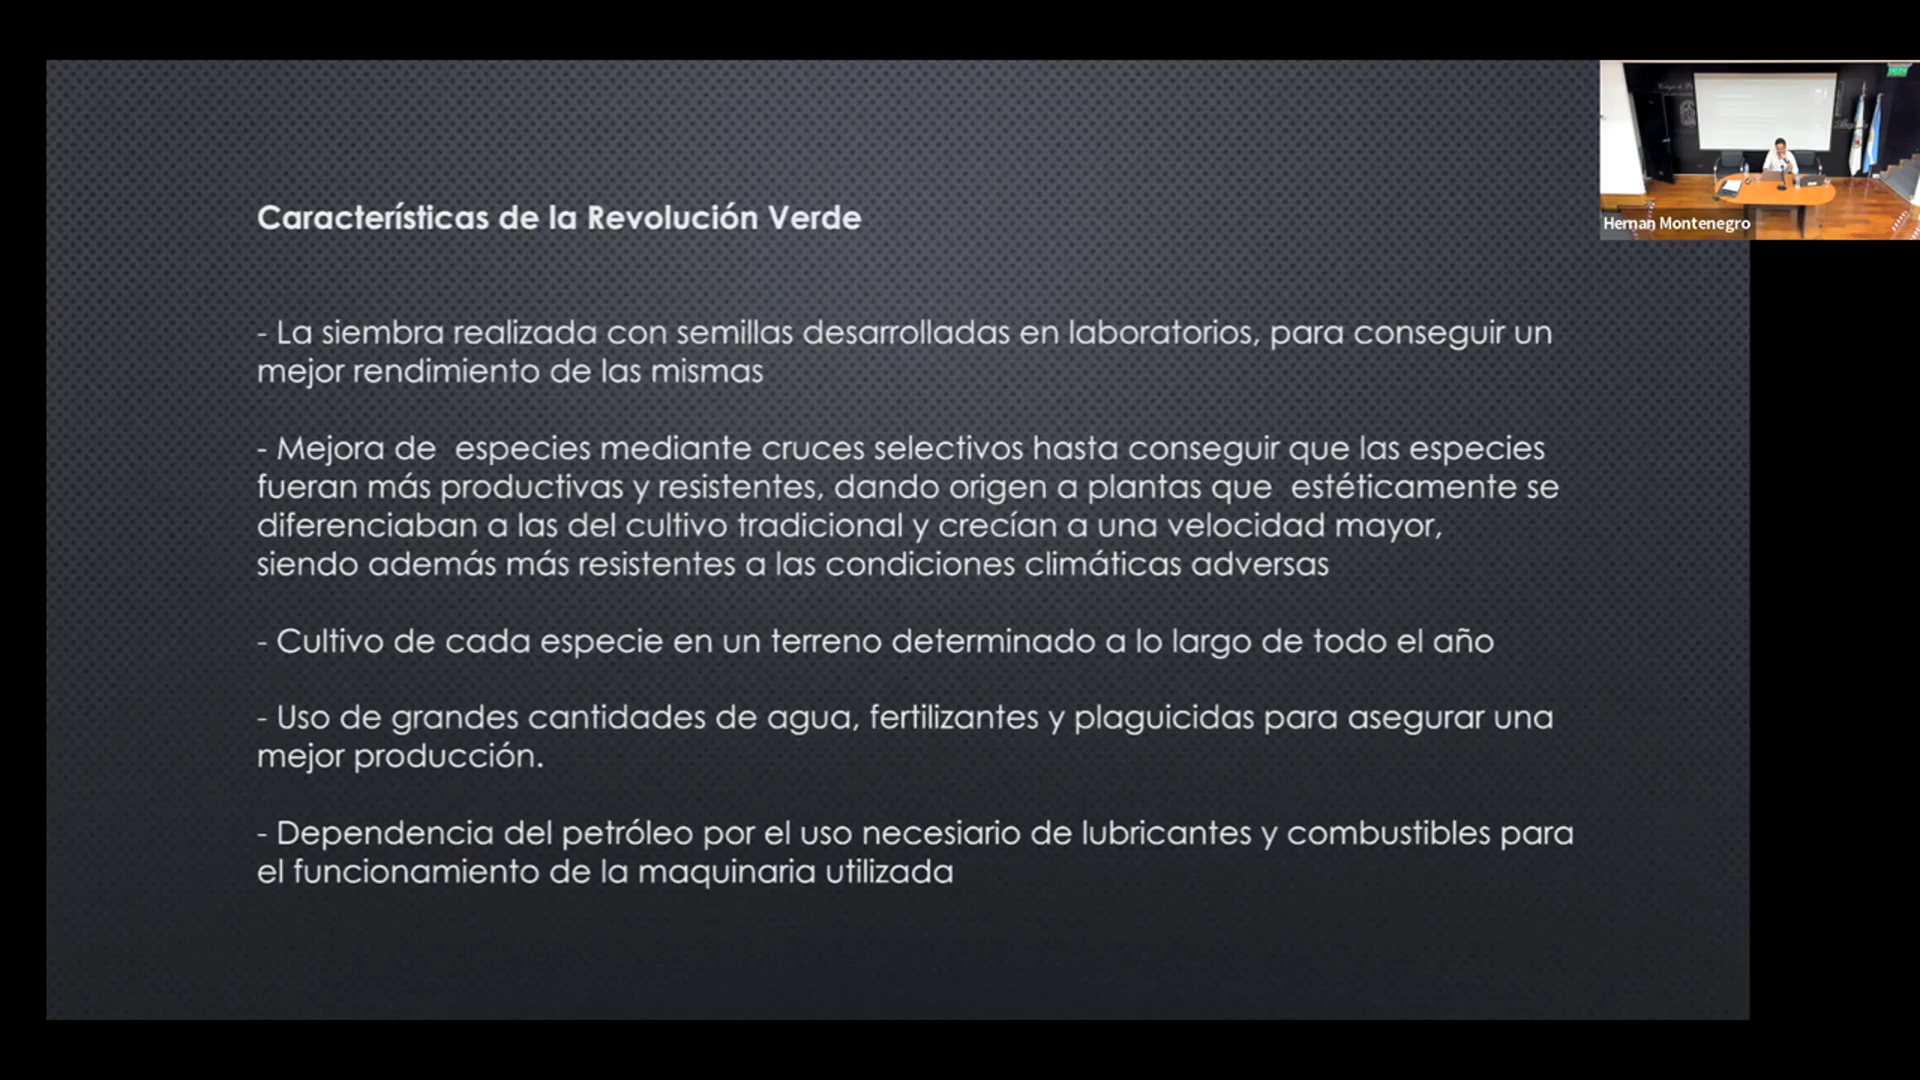 Características de la Revolución Verde
- La siembra realizada con semillas desarrolladas en laboratorios, para conseguir un
mejor rendimiento de las mismas
- Mejora de  especies mediante cruces selectivos hasta conseguir que las especies
fueran más productivas y resistentes, dando origen a plantas que  estéticamente se
diferenciaban a las del cultivo tradicional y crecían a una velocidad mayor,
siendo además más resistentes a las condiciones climáticas adversas
- Cultivo de cada especie en un terreno determinado a lo largo de todo el año
- Uso de grandes cantidades de agua, fertilizantes y plaguicidas para asegurar una
mejor producción.
- Dependencia del petróleo por el uso necesiario de lubricantes y combustibles para
el funcionamiento de la maquinaria utilizada
Hernan Montenegro